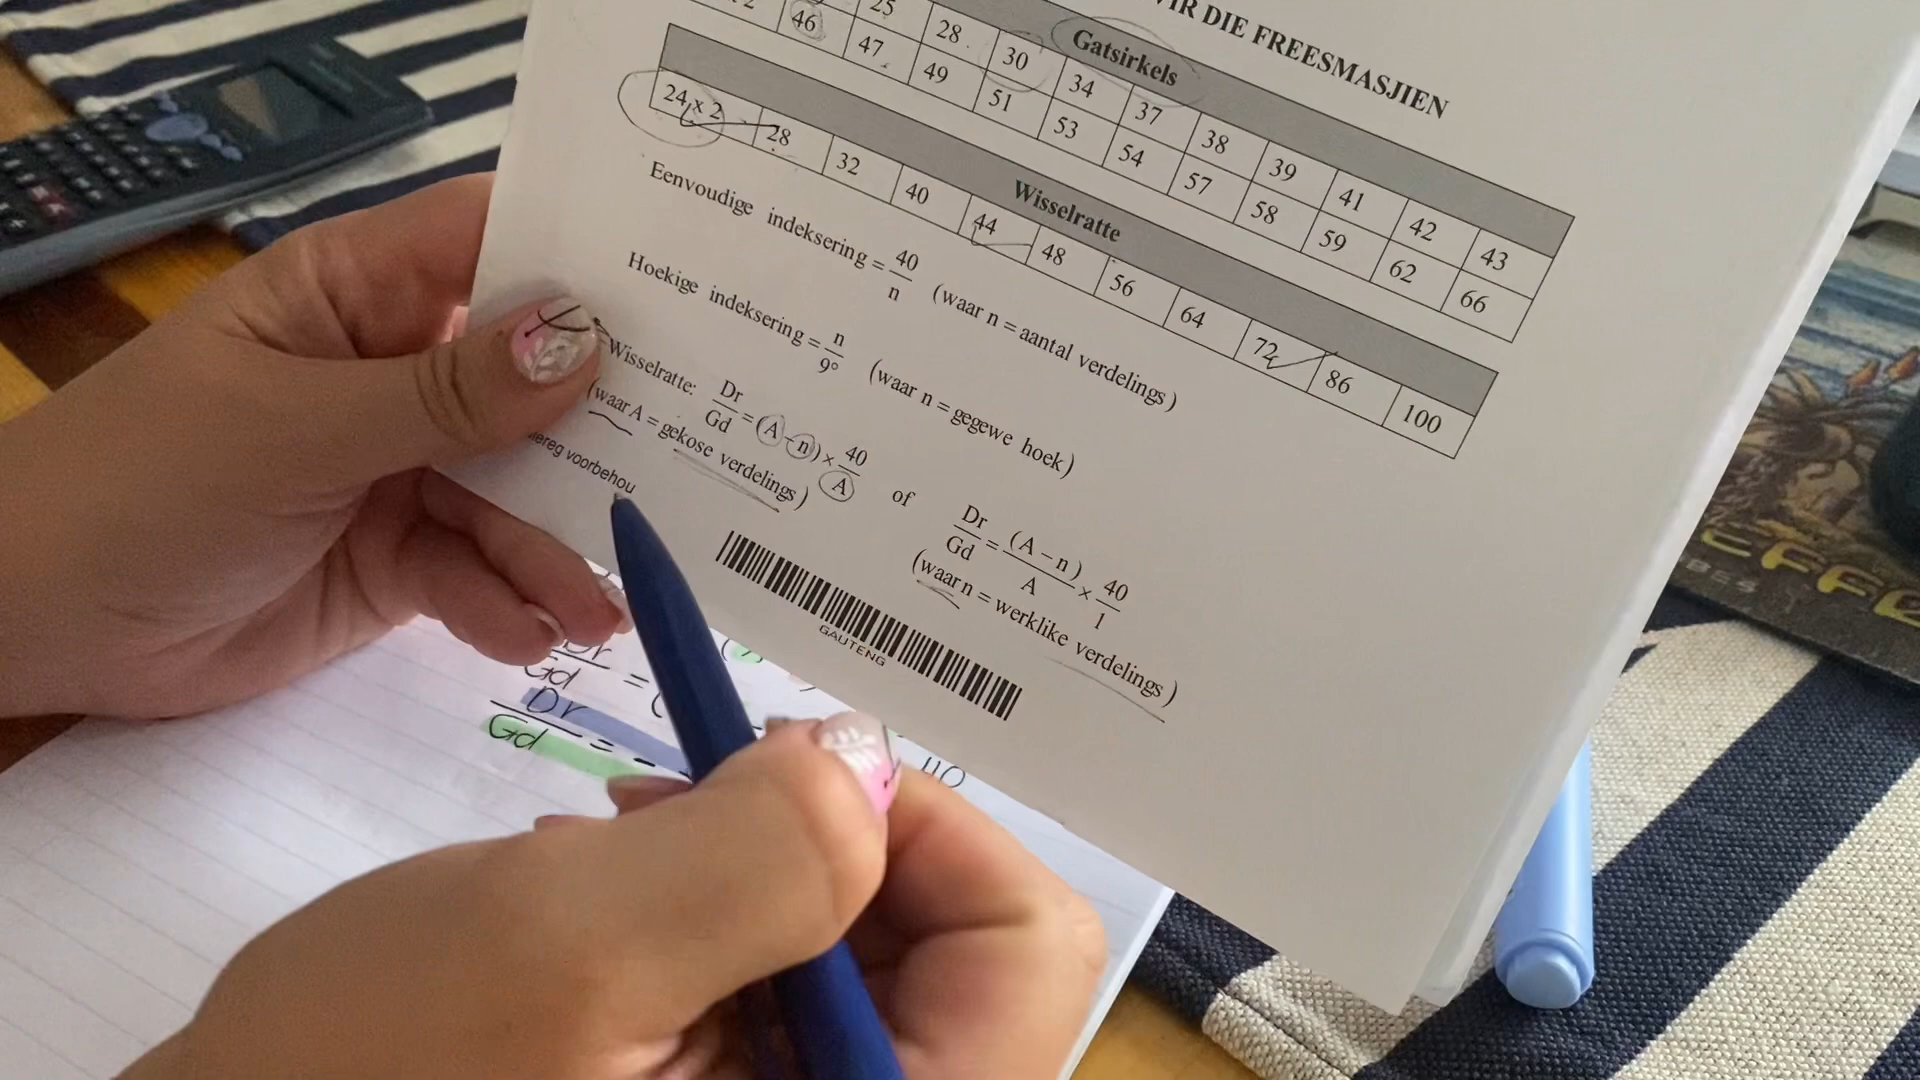 VIR DIE FREESMASJIEN
Gatsirkels
25 28 30 34 37 38 39 41 42 43
46 47 49 51 53 54 57 58 59 62 66
Wisselratte
24 x 2 28 32 40 44 48 56 64 72 86 100
Eenvoudige indeksering = 40/n (waar n = aantal verdelings)
Hoekige indeksering = n/9° (waar n = gegewe hoek)
Wisselratte: Dr/Gd = (A – n) × 40/A of Dr/Gd = (A – n)/A × 40/1
(waar A = gekose verdelings) (waar n = werklike verdelings)
voorbehou
GAUTENG
Dr
Gd = (
Dr
Gd = -
40